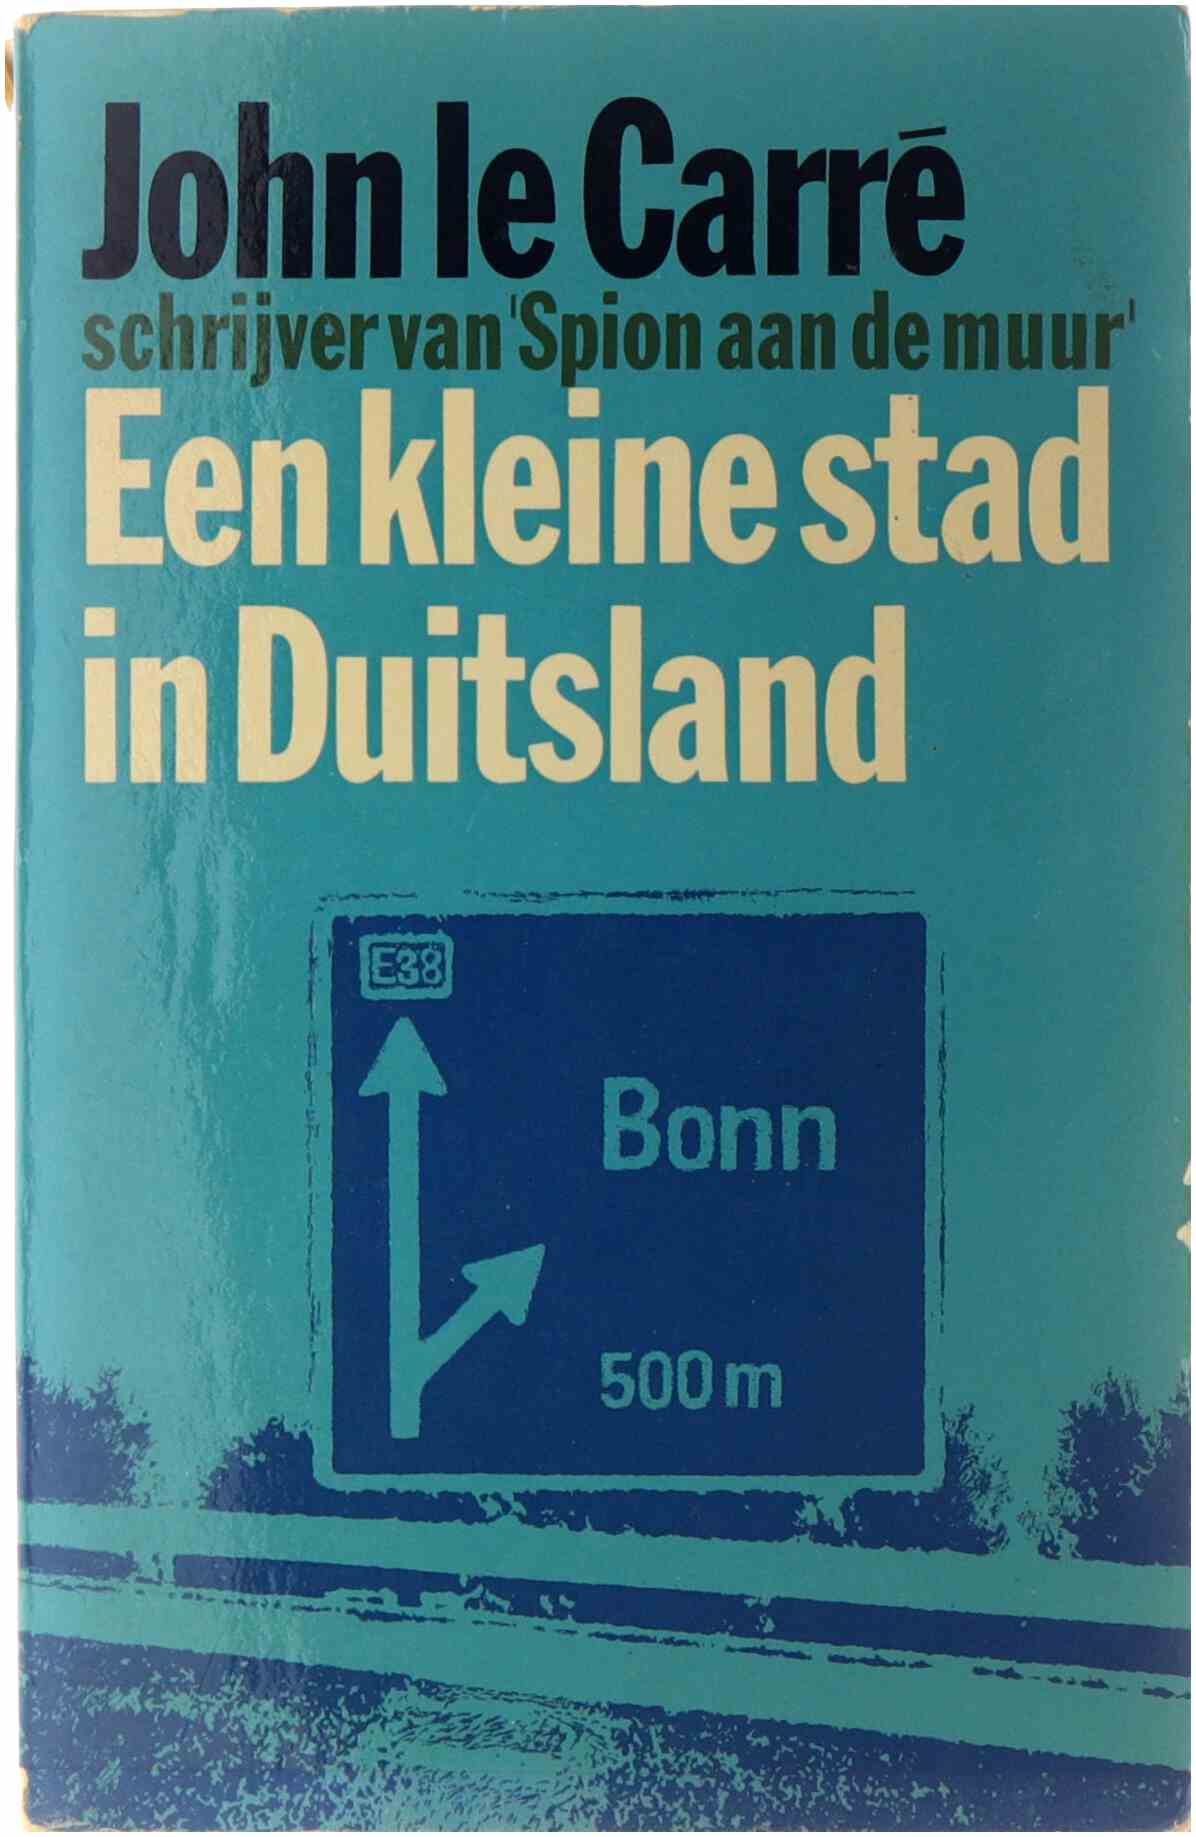 John le Carré
schrijver van 'Spion aan de muur'
Een kleine stad
in Duitsland
E38
Bonn
500 m